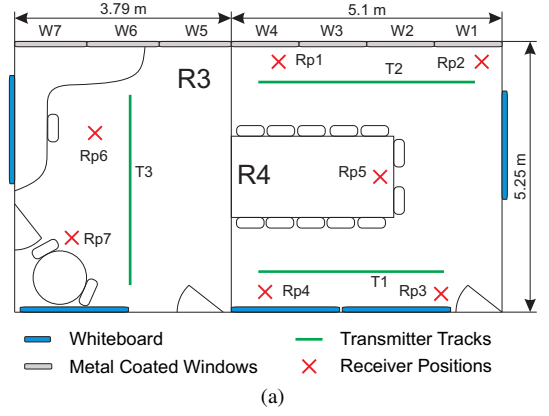 3.79 m 5.1 m
W7 W6 W5 W4 W3 W2 W1
R3 Rp1 T2 Rp2
Rp6 T3 R4 Rp5 5.25 m
Rp7
Rp4 T1 Rp3
Whiteboard Transmitter Tracks
Metal Coated Windows Receiver Positions
(a)